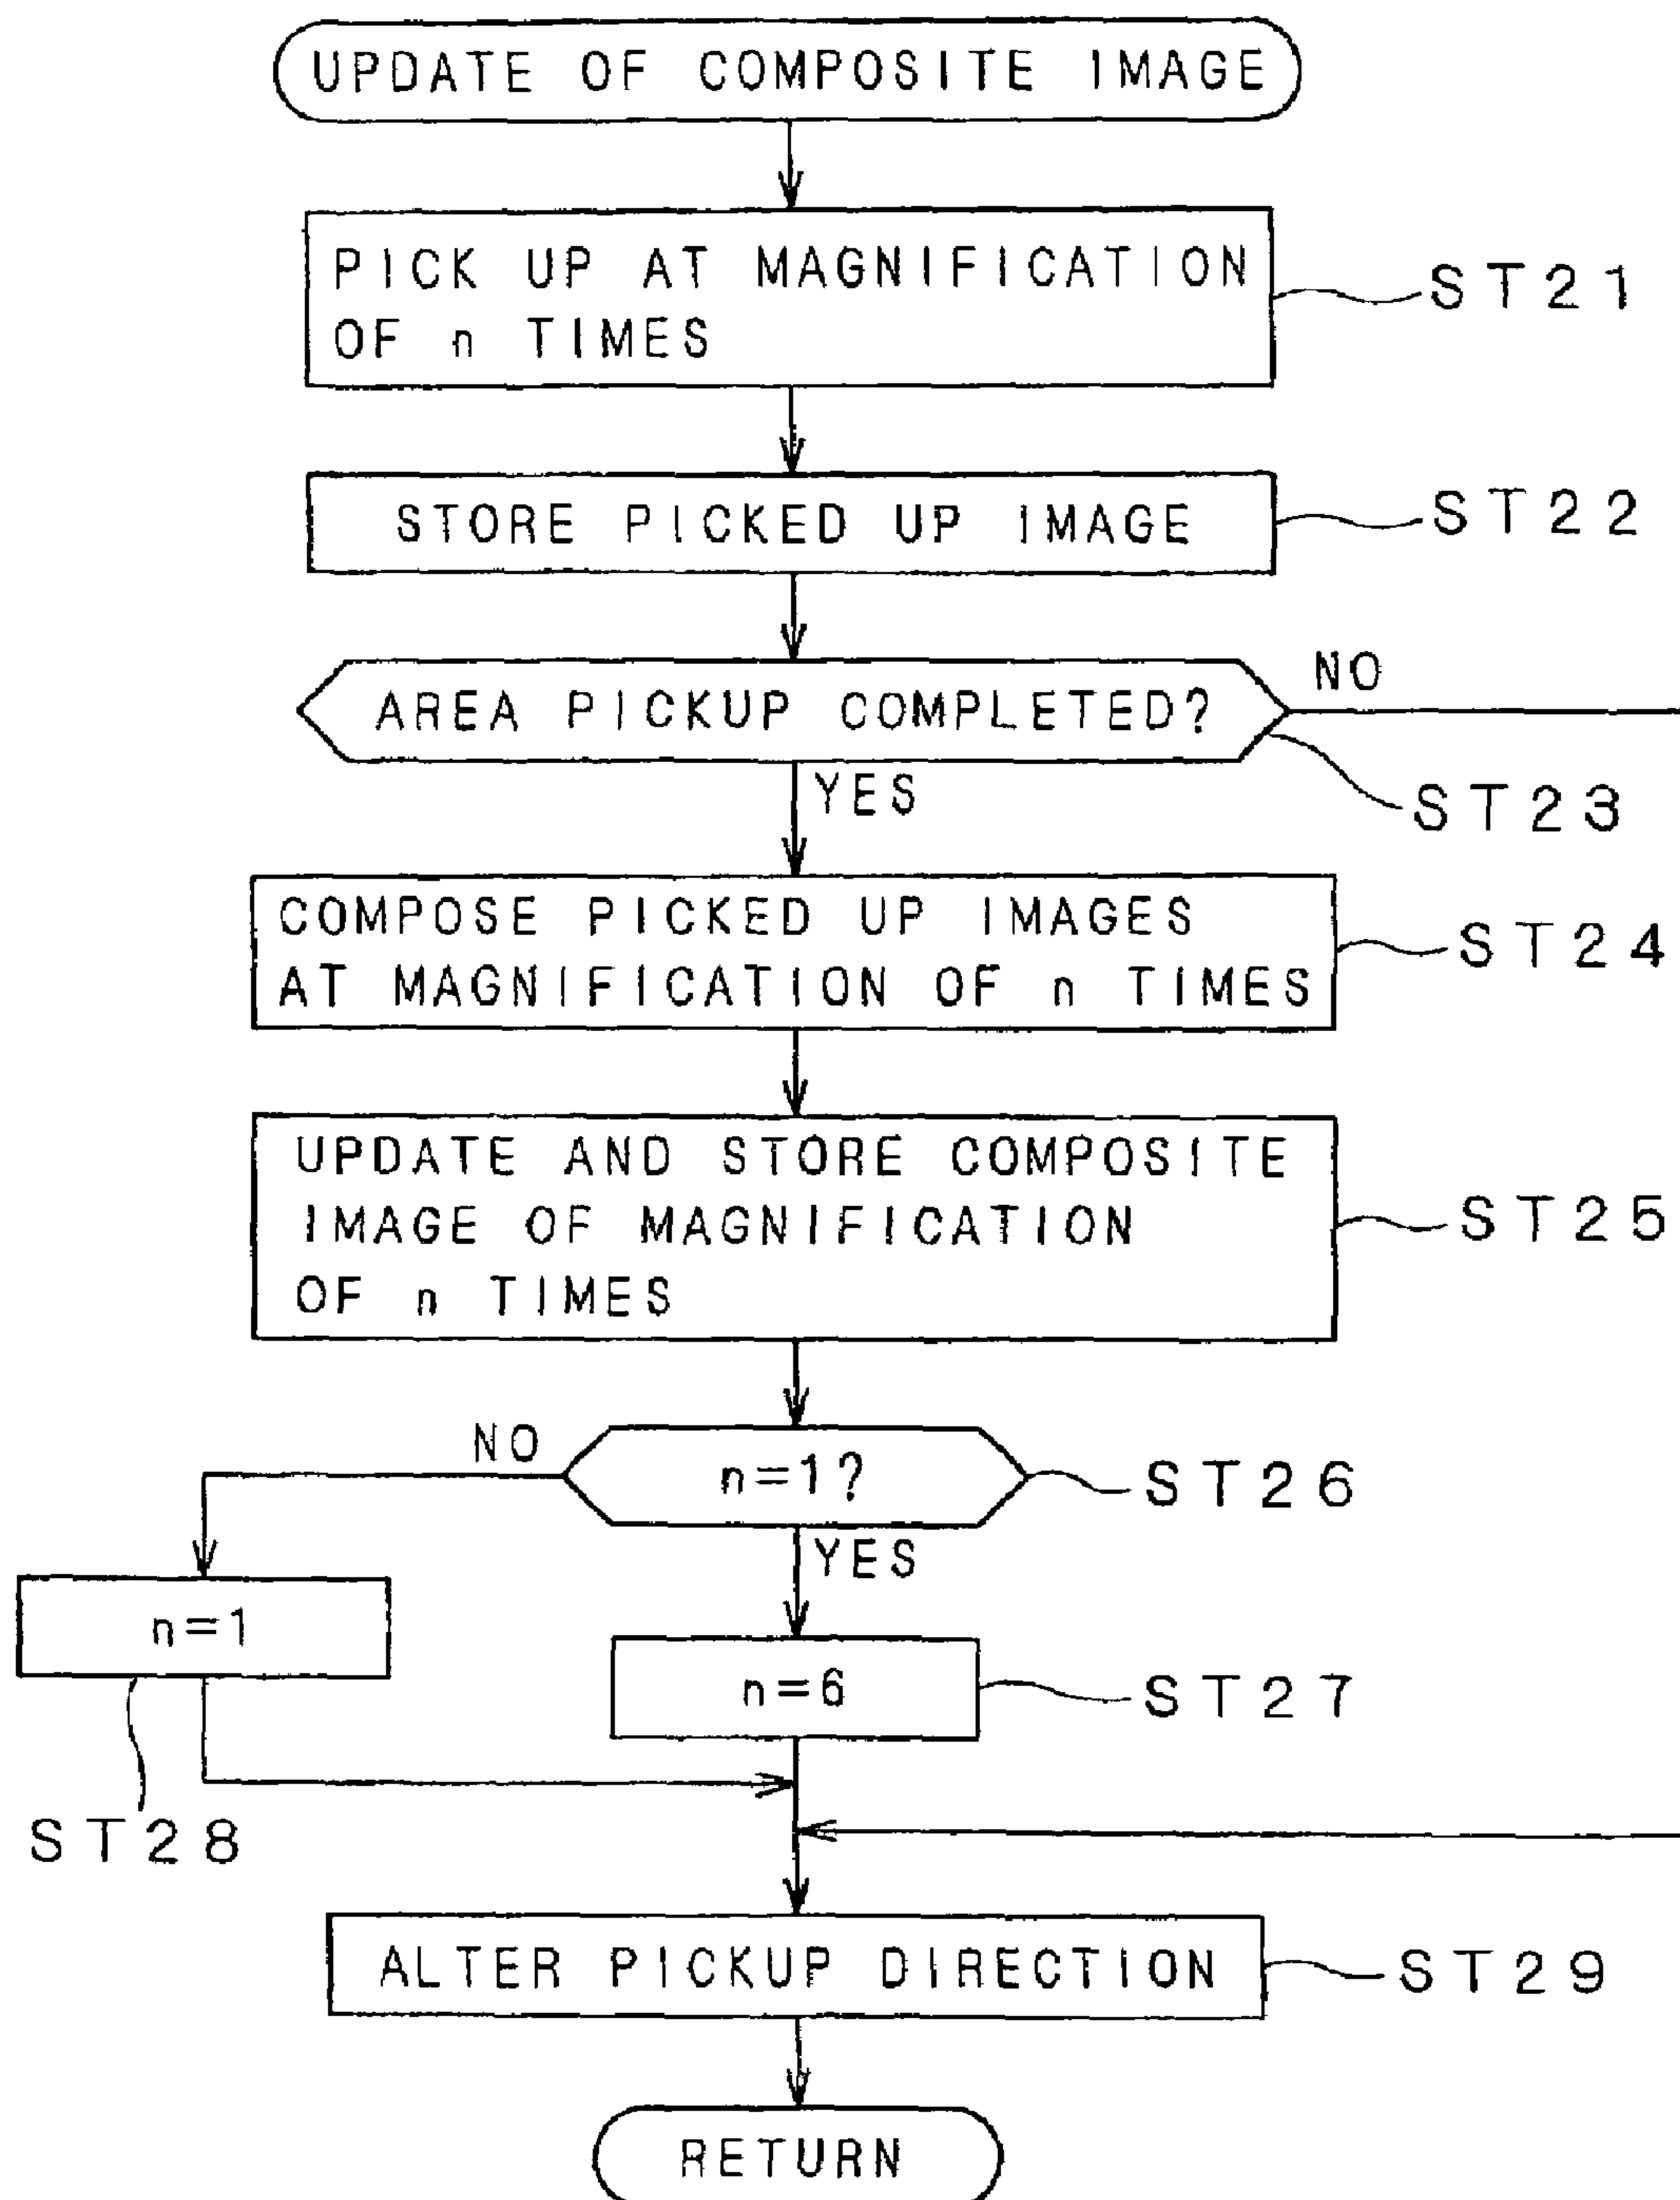 UPDATE OF COMPOSITE IMAGE
PICK UP AT MAGNIFICATION
OF n TIMES
ST21
STORE PICKED UP IMAGE
ST22
AREA PICKUP COMPLETED?
NO
ST23
YES
COMPOSE PICKED UP IMAGES
AT MAGNIFICATION OF n TIMES
ST24
UPDATE AND STORE COMPOSITE
IMAGE OF MAGNIFICATION
OF n TIMES
ST25
NO
n=1?
ST26
YES
n=1
n=6
ST27
ST28
ALTER PICKUP DIRECTION
ST29
RETURN